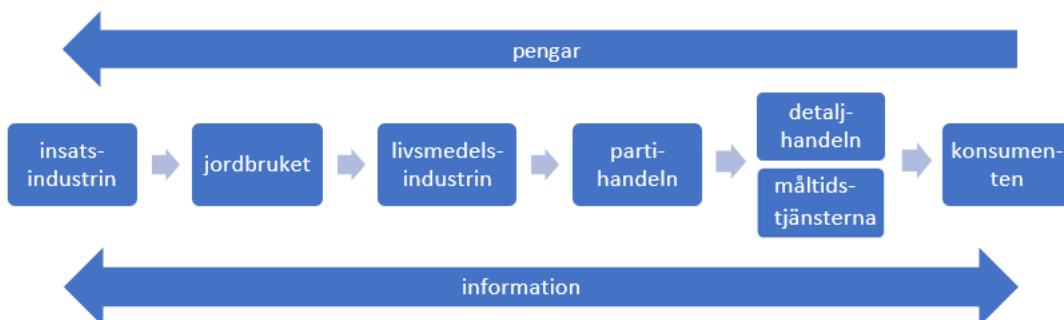 pengar
insats-
industrin
jordbruket
livsmedels-
industrin
parti-
handeln
detalj-
handeln
måltids-
tjänsterna
konsumen-
ten
information